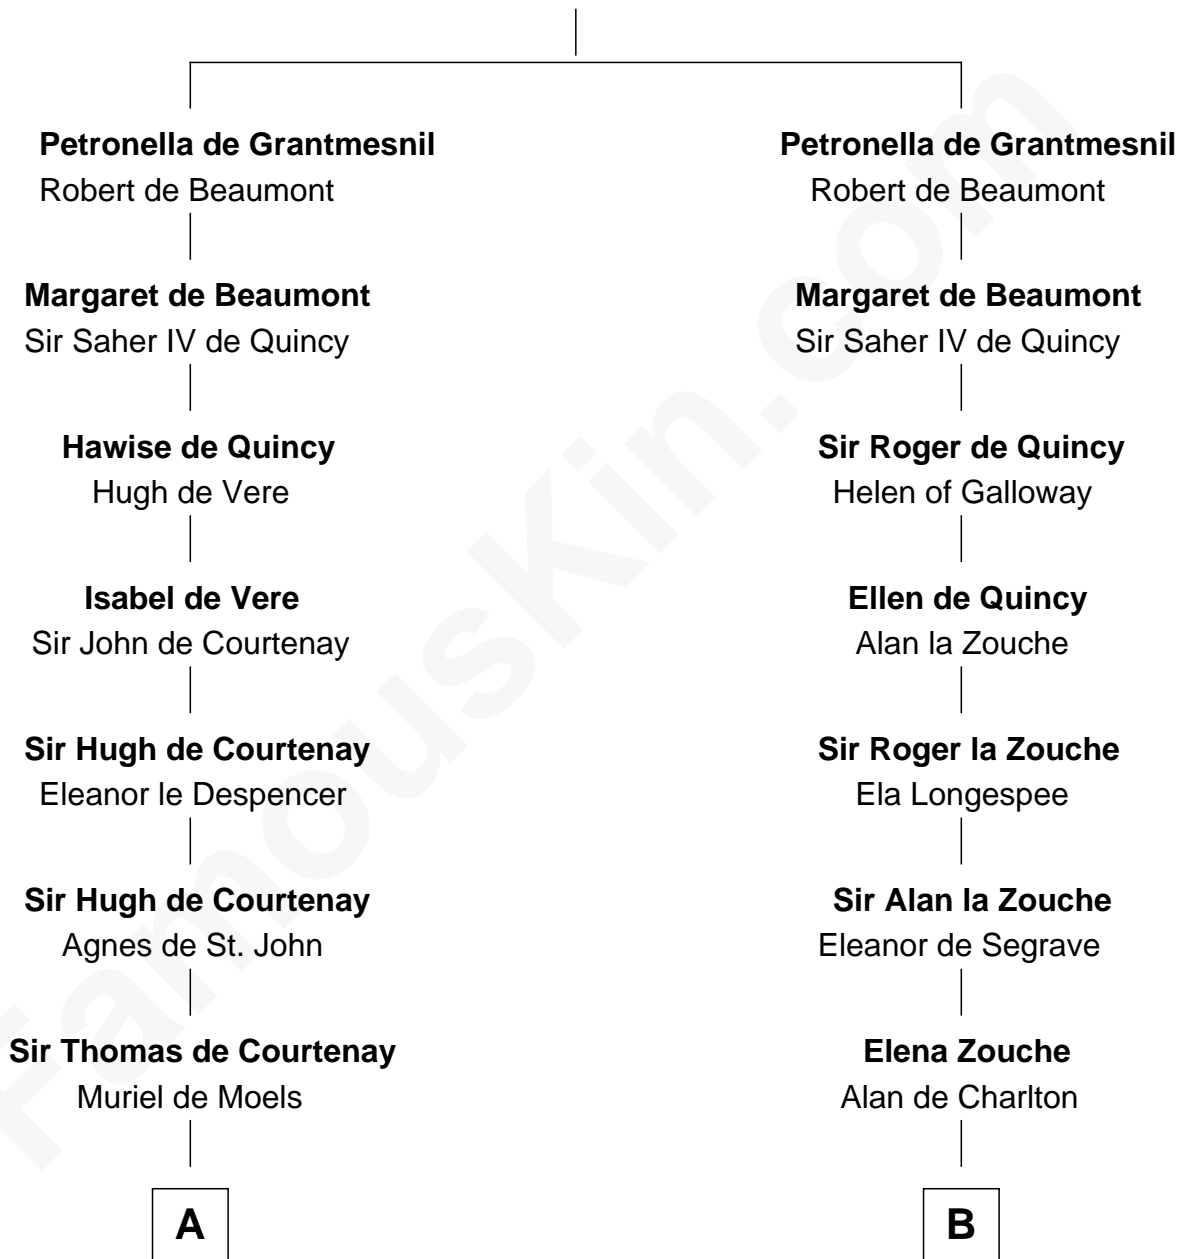 Petronella de Grantmesnil
Robert de Beaumont
Margaret de Beaumont
Sir Saher IV de Quincy
Hawise de Quincy
Hugh de Vere
Isabel de Vere
Sir John de Courtenay
Sir Hugh de Courtenay
Eleanor le Despencer
Sir Hugh de Courtenay
Agnes de St. John
Sir Thomas de Courtenay
Muriel de Moels
A
Petronella de Grantmesnil
Robert de Beaumont
Margaret de Beaumont
Sir Saher IV de Quincy
Sir Roger de Quincy
Helen of Galloway
Ellen de Quincy
Alan la Zouche
Sir Roger la Zouche
Ela Longespee
Sir Alan la Zouche
Eleanor de Segrave
Elena Zouche
Alan de Charlton
B
FamousKin.com